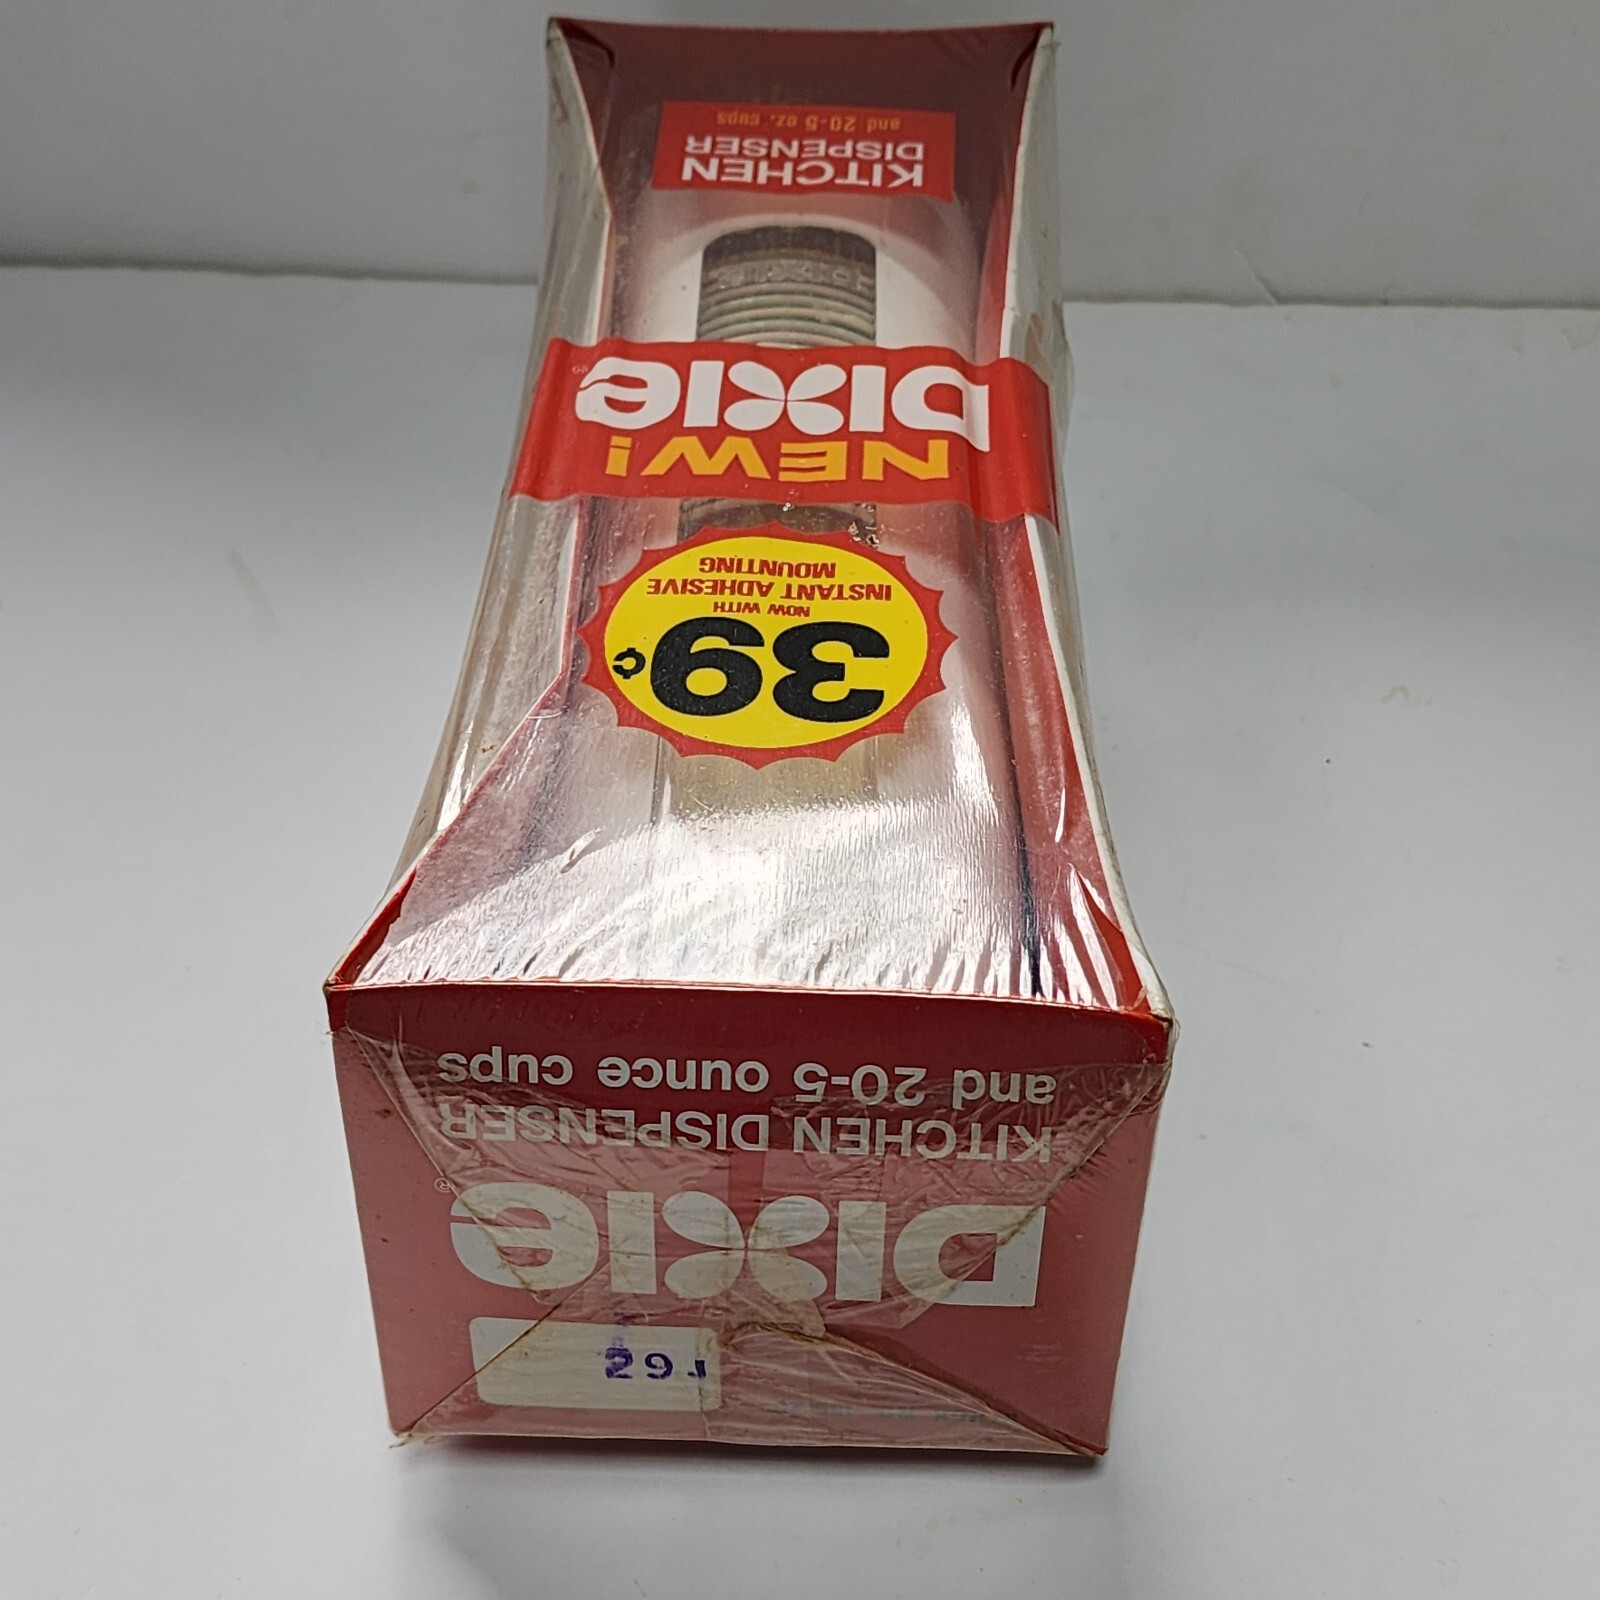 KITCHEN
DISPENSER
and 20-5 oz. cups
NEW!
DIXIE
39¢
NOW WITH
INSTANT ADHESIVE
MOUNTING
DIXIE®
KITCHEN DISPENSER
and 20-5 ounce cups